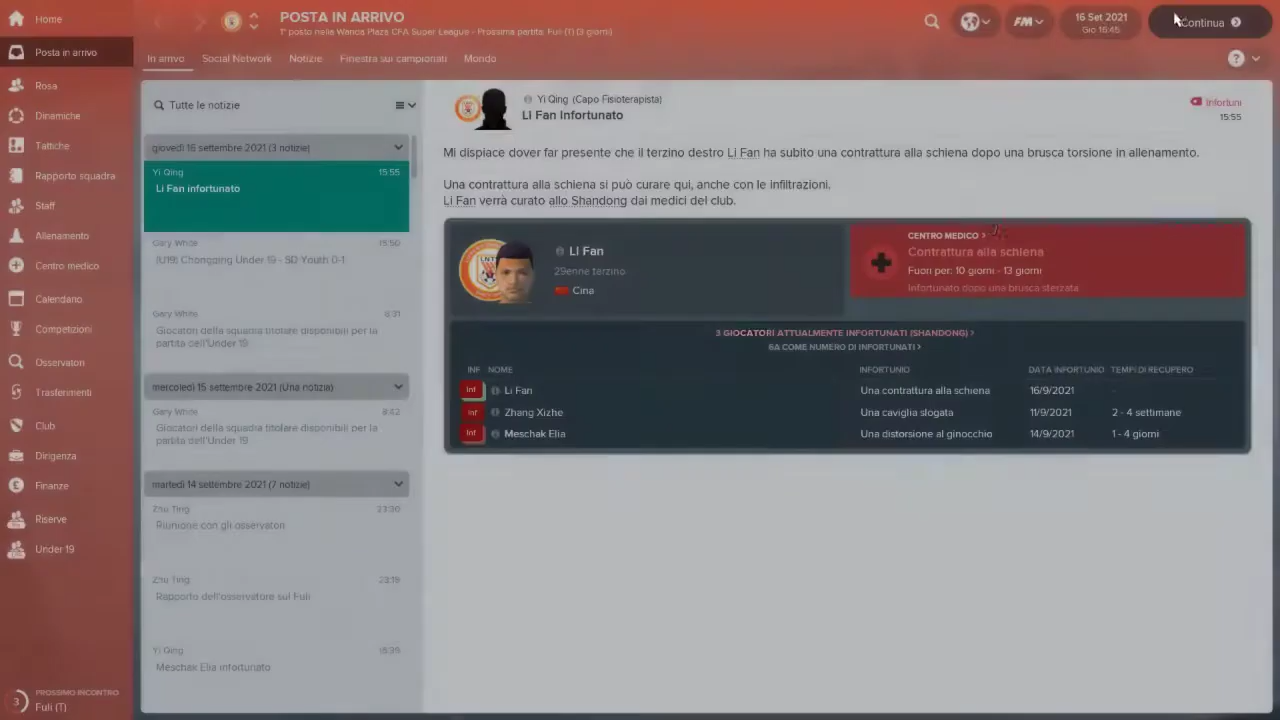 Home
Posta in arrivo
Rosa
Dinamiche
Tattiche
Rapporto squadra
Staff
Allenamento
Centro medico
Calendario
Competizioni
Osservatori
Trasferimenti
Club
Dirigenza
Finanze
Riserve
Under 19
3
PROSSIMO INCONTRO
Fuli (T)
POSTA IN ARRIVO
1° posto nella Wanda Plaza CFA Super League - Prossima partita: Fuli (T) (3 giorni)
FM
16 Set 2021
Gio 16:45
Continua
In arrivo
Social Network
Notizie
Finestra sui campionati
Mondo
?
Tutte le notizie
giovedì 16 settembre 2021 (3 notizie)
Yi Qing 15:55
Li Fan infortunato
Gary White 15:50
(U19) Chongqing Under 19 - SD Youth 0-1
Gary White 8:31
Giocatori della squadra titolare disponibili per la
partita dell'Under 19
mercoledì 15 settembre 2021 (Una notizia)
Gary White 8:42
Giocatori della squadra titolare disponibili per la
partita dell'Under 19
martedì 14 settembre 2021 (7 notizie)
Zhu Ting 23:30
Riunione con gli osservatori
Zhu Ting 23:19
Rapporto dell'osservatore sul Fuli
Yi Qing
Meschak Elia infortunato
Yi Qing (Capo Fisioterapista)
LI Fan Infortunato
Infortuni
15:55
Mi dispiace dover far presente che il terzino destro Li Fan ha subito una contrattura alla schiena dopo una brusca torsione in allenamento.
Una contrattura alla schiena si può curare qui, anche con le infiltrazioni.
Li Fan verrà curato allo Shandong dai medici del club.
LI Fan
29enne terzino
Cina
CENTRO MEDICO >
Contrattura alla schiena
Fuori per: 10 giorni - 13 giorni
Infortunato dopo una brusca sterzata
3 GIOCATORI ATTUALMENTE INFORTUNATI (SHANDONG) >
6A COME NUMERO DI INFORTUNATI >
INF NOME INFORTUNIO DATA INFORTUNIO TEMPI DI RECUPERO
Inf Li Fan Una contrattura alla schiena 16/9/2021 -
Inf Zhang Xizhe Una caviglia slogata 11/9/2021 2 - 4 settimane
Inf Meschak Elia Una distorsione al ginocchio 14/9/2021 1 - 4 giorni